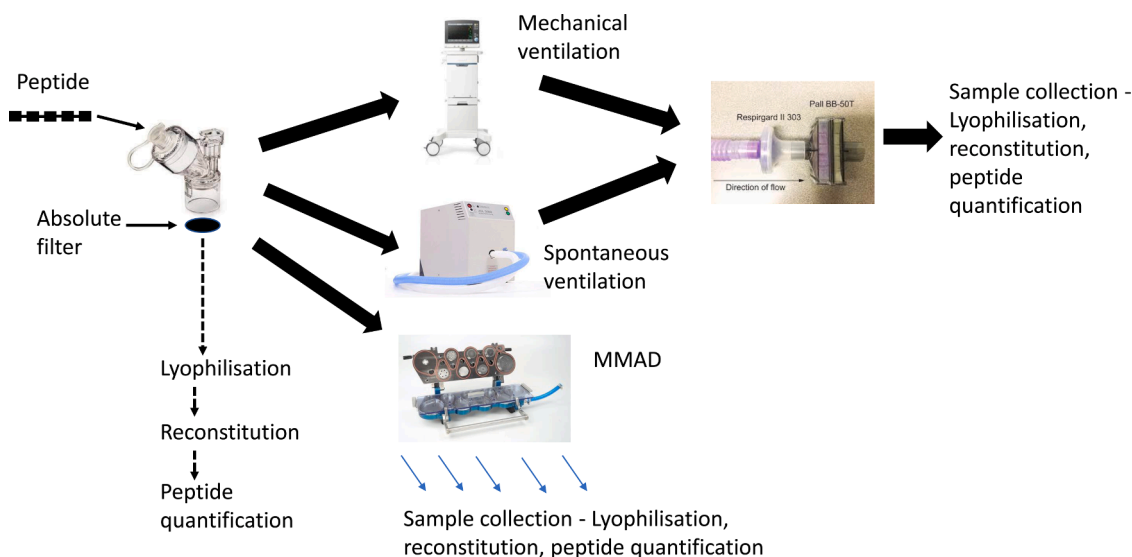 Peptide
Absolute
filter
Lyophilisation
Reconstitution
Peptide
quantification
Mechanical
ventilation
Spontaneous
ventilation
MMAD
Sample collection - Lyophilisation,
reconstitution, peptide quantification
Pall BB-50T
Respirgard II 303
Direction of flow
Sample collection -
Lyophilisation,
reconstitution,
peptide
quantification